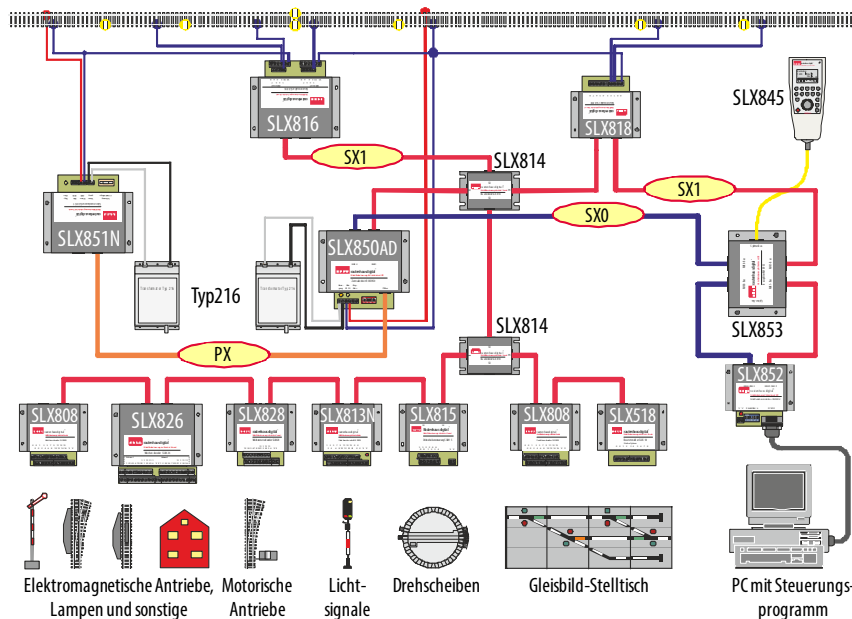 SLX816
SLX818
SLX845
SX1
SLX814
SX1
SLX851N
SX0
SLX850AD
Typ216
SLX853
SLX814
PX
SLX852
SLX808
SLX826
SLX828
SLX813N
SLX815
SLX808
SLX518
Elektromagnetische Antriebe,
Lampen und sonstige
Motorische
Antriebe
Licht-
signale
Drehscheiben
Gleisbild-Stelltisch
PC mit Steuerungs-
programm